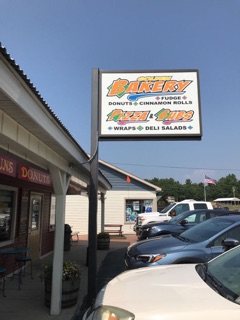 BAKERY
• FUDGE •
DONUTS • CINNAMON ROLLS
PIZZA & SUBS
• WRAPS • DELI SALADS •
DONUTS